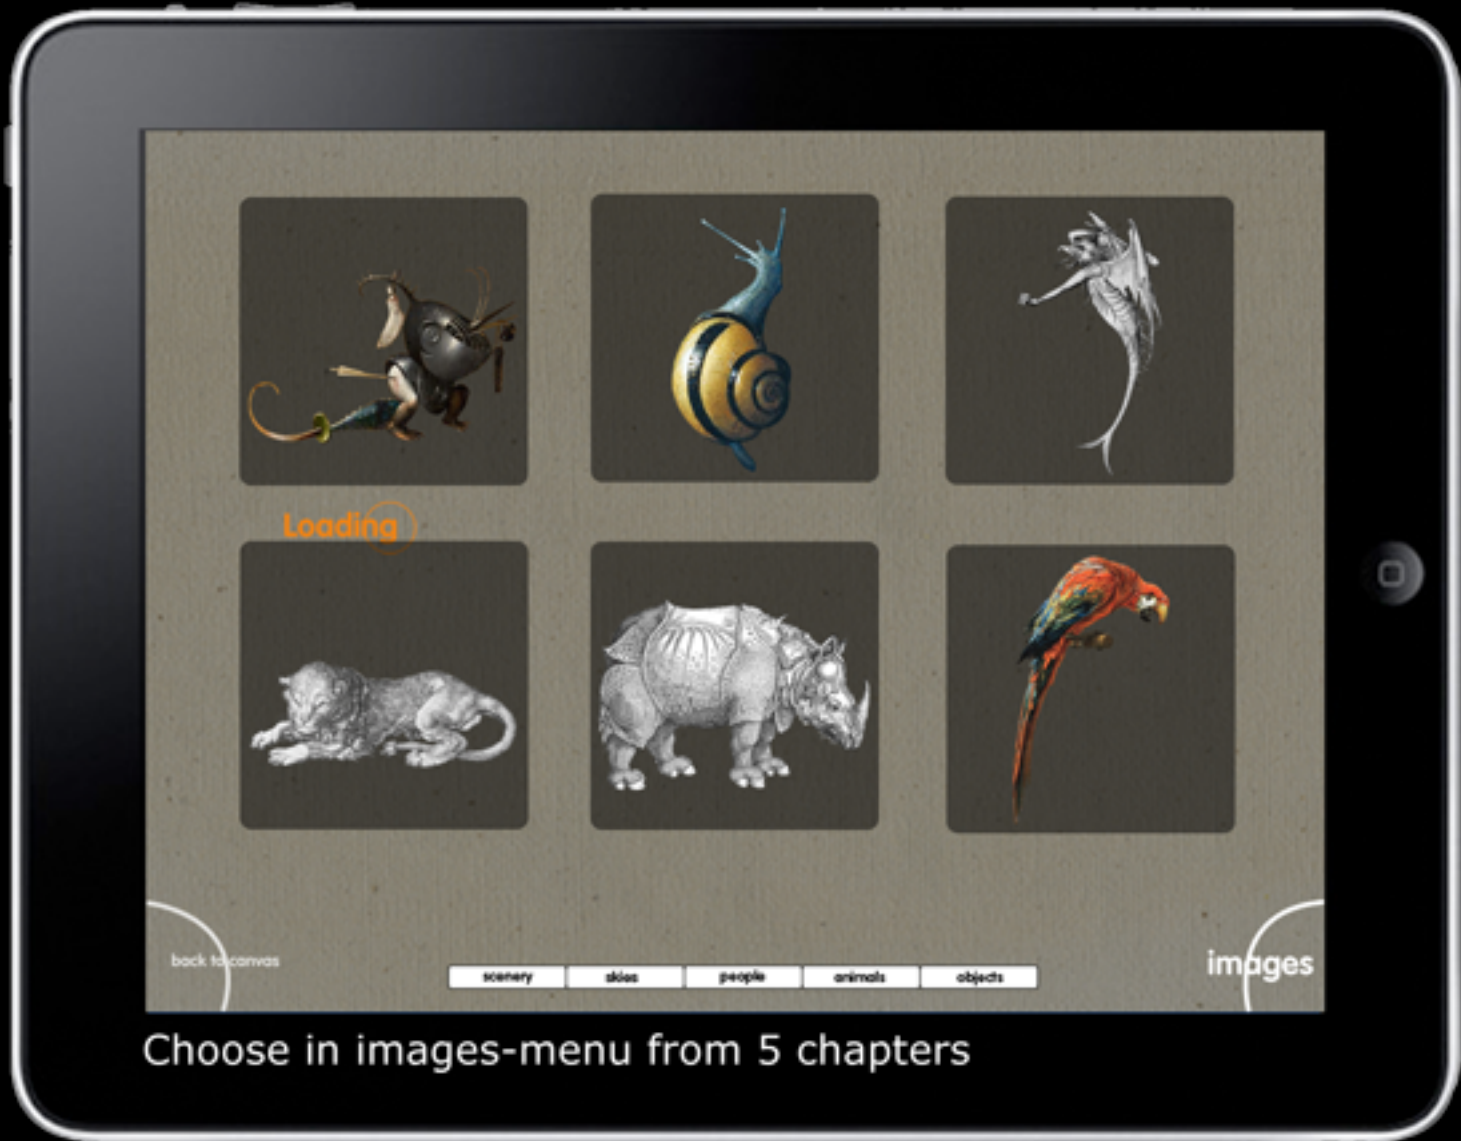 Loading
back to canvas
scenery
skies
people
animals
objects
images
Choose in images-menu from 5 chapters